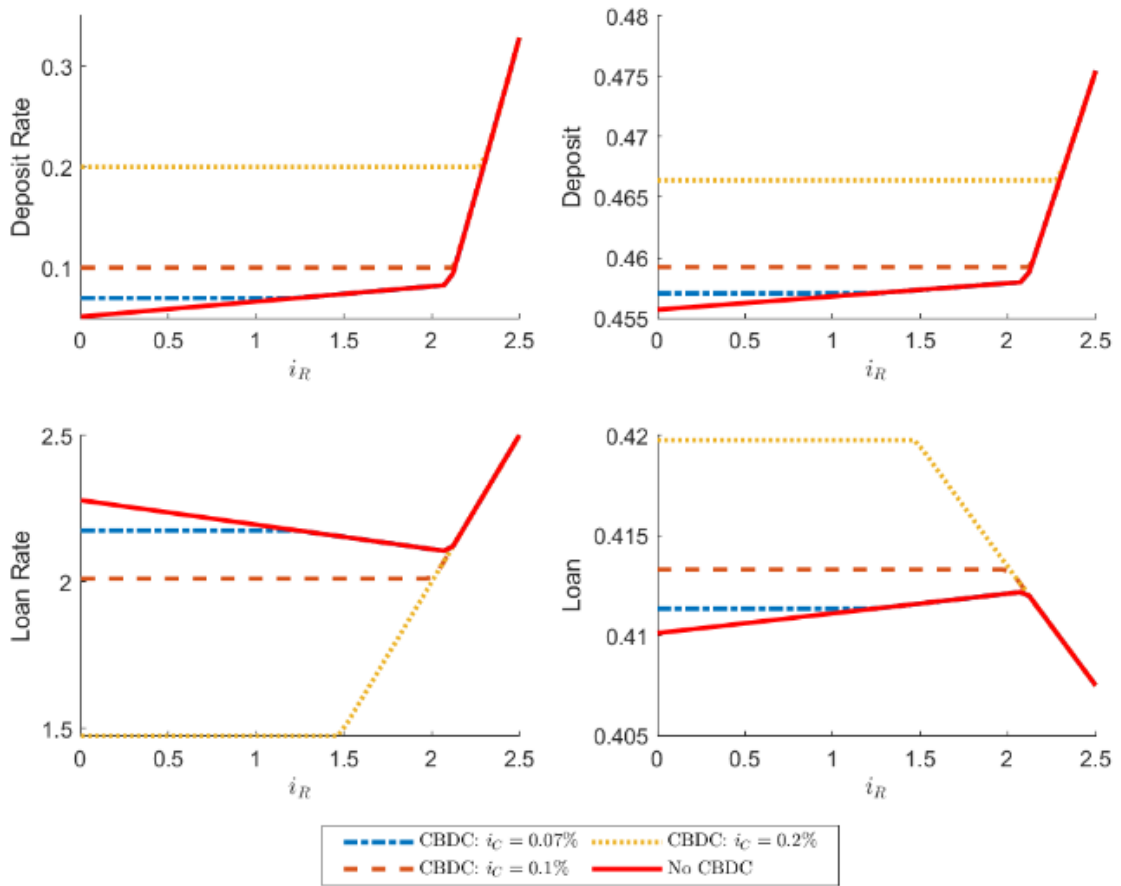 Deposit Rate
0.3
0.2
0.1
0 0.5 1 1.5 2 2.5
i_R
Deposit
0.48
0.475
0.47
0.465
0.46
0.455
0 0.5 1 1.5 2 2.5
i_R
Loan Rate
2.5
2
1.5
0 0.5 1 1.5 2 2.5
i_R
Loan
0.42
0.415
0.41
0.405
0 0.5 1 1.5 2 2.5
i_R
CBDC: i_C = 0.07%
CBDC: i_C = 0.2%
CBDC: i_C = 0.1%
No CBDC